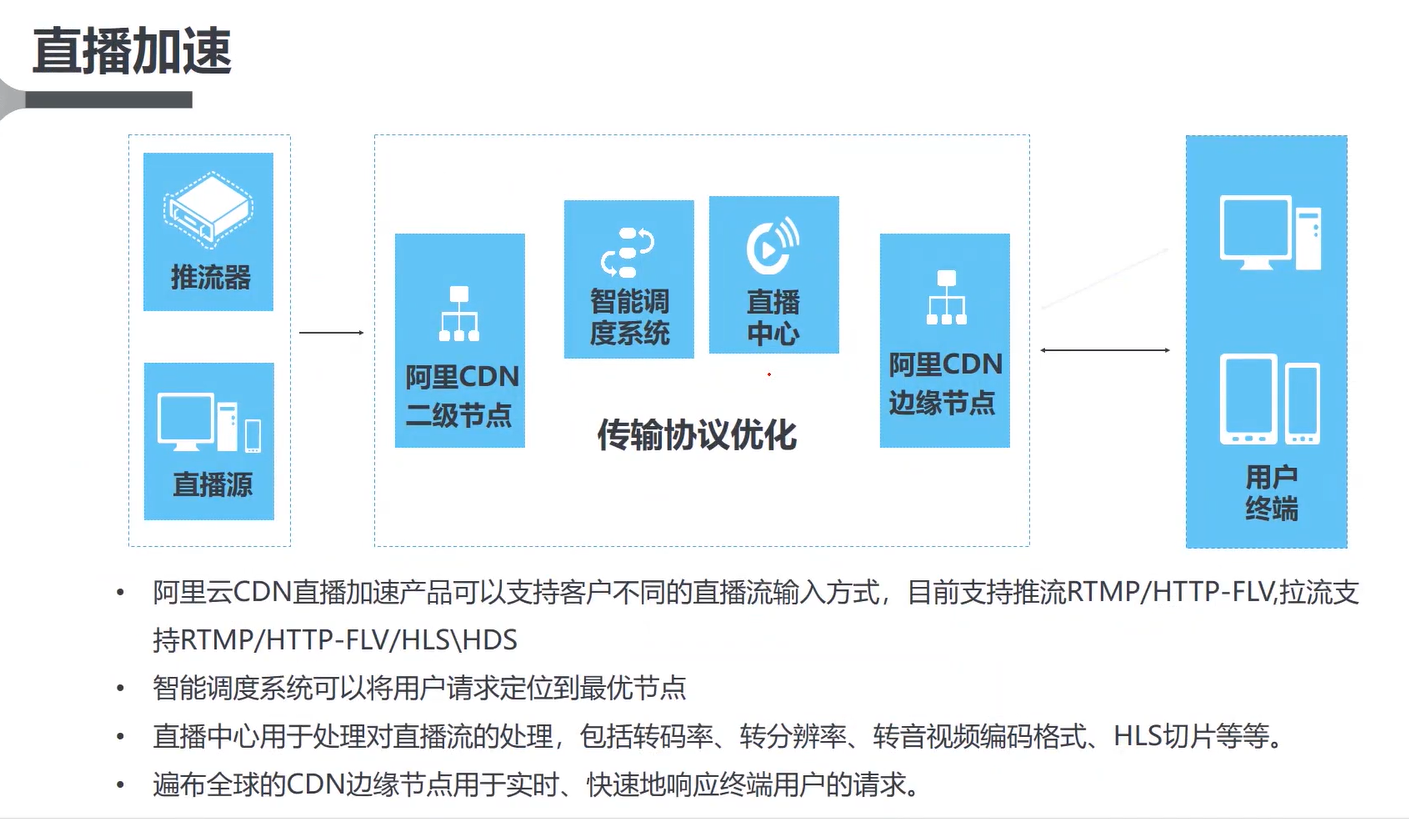 直播加速
推流器
直播源
阿里CDN
二级节点
智能调
度系统
直播
中心
传输协议优化
阿里CDN
边缘节点
用户
终端
• 阿里云CDN直播加速产品可以支持客户不同的直播流输入方式，目前支持推流RTMP/HTTP-FLV,拉流支
持RTMP/HTTP-FLV/HLS\HDS
• 智能调度系统可以将用户请求定位到最优节点
• 直播中心用于处理对直播流的处理，包括转码率、转分辨率、转音视频编码格式、HLS切片等等。
• 遍布全球的CDN边缘节点用于实时、快速地响应终端用户的请求。